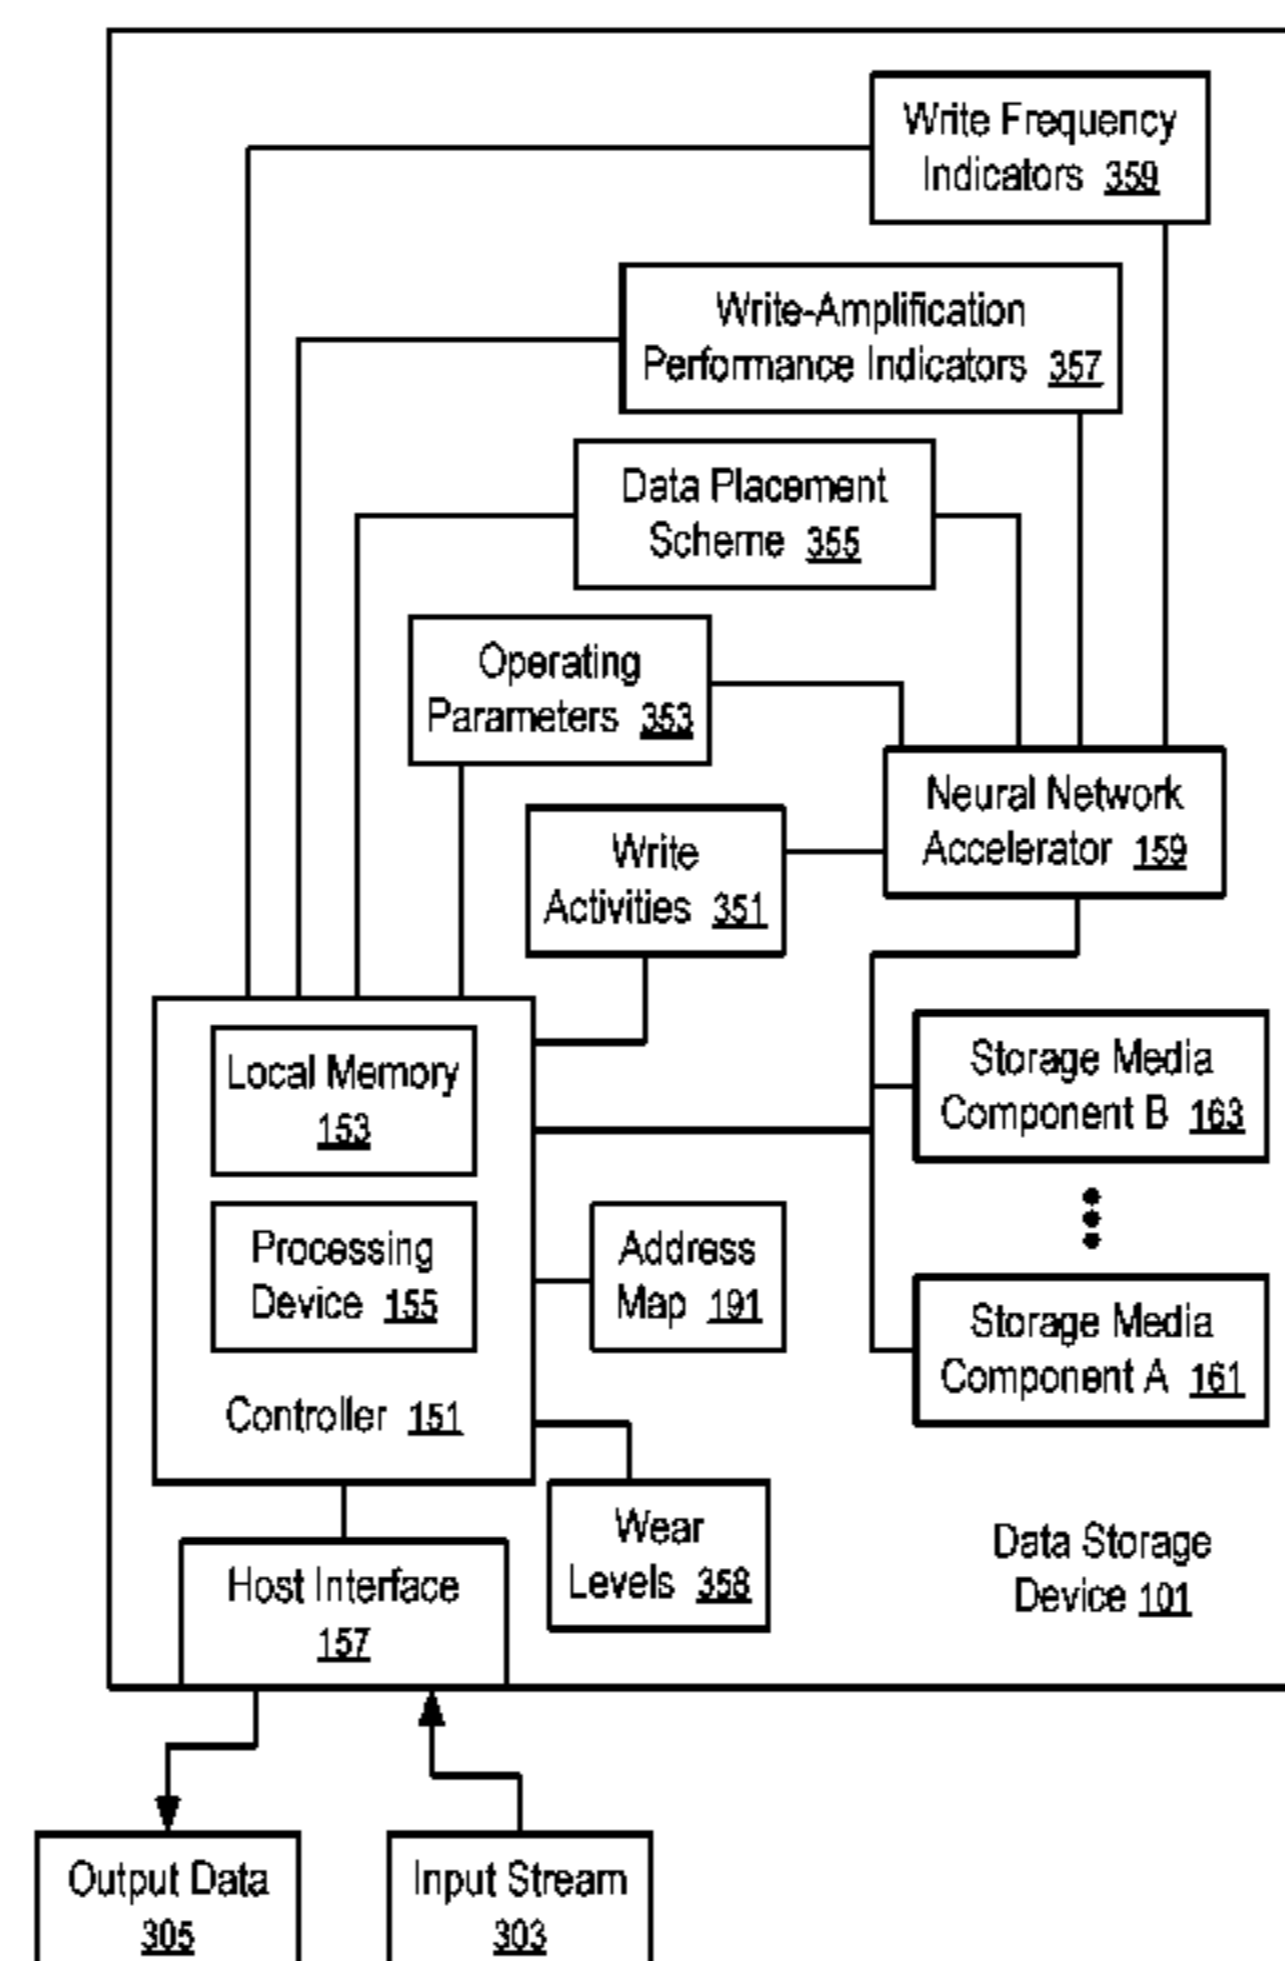 Write Frequency
Indicators 359
Write-Amplification
Performance Indicators 357
Data Placement
Scheme 355
Operating
Parameters 353
Neural Network
Accelerator 159
Write
Activities 351
Local Memory
153
Storage Media
Component B 163
Processing
Device 155
Address
Map 191
Storage Media
Component A 161
Controller 151
Wear
Levels 358
Data Storage
Device 101
Host Interface
157
Output Data
305
Input Stream
303